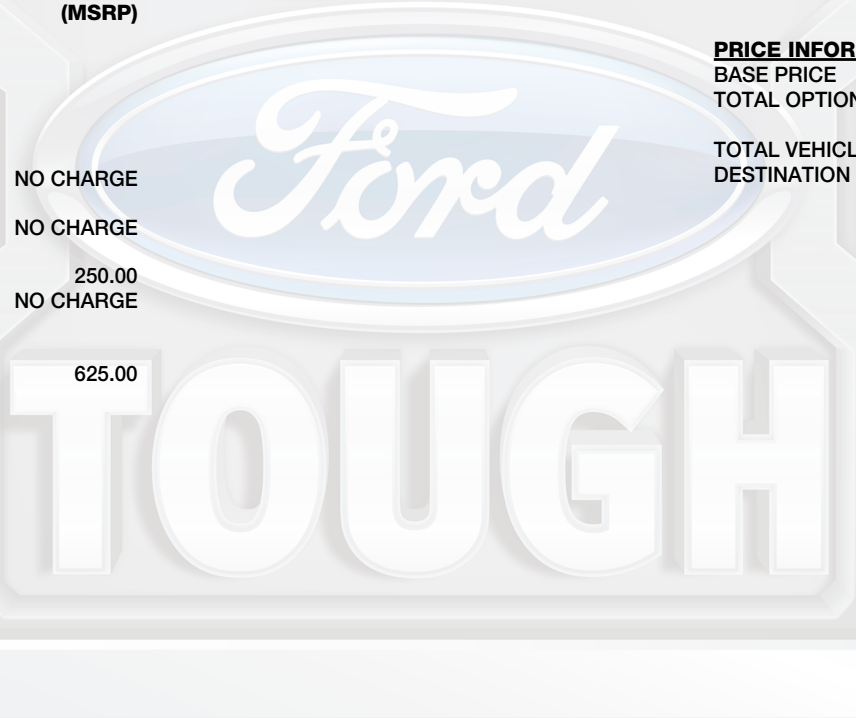 (MSRP)
NO CHARGE
NO CHARGE
250.00
NO CHARGE
625.00
PRICE INFOR
BASE PRICE
TOTAL OPTION
TOTAL VEHICL
DESTINATION
Ford
TOUGH